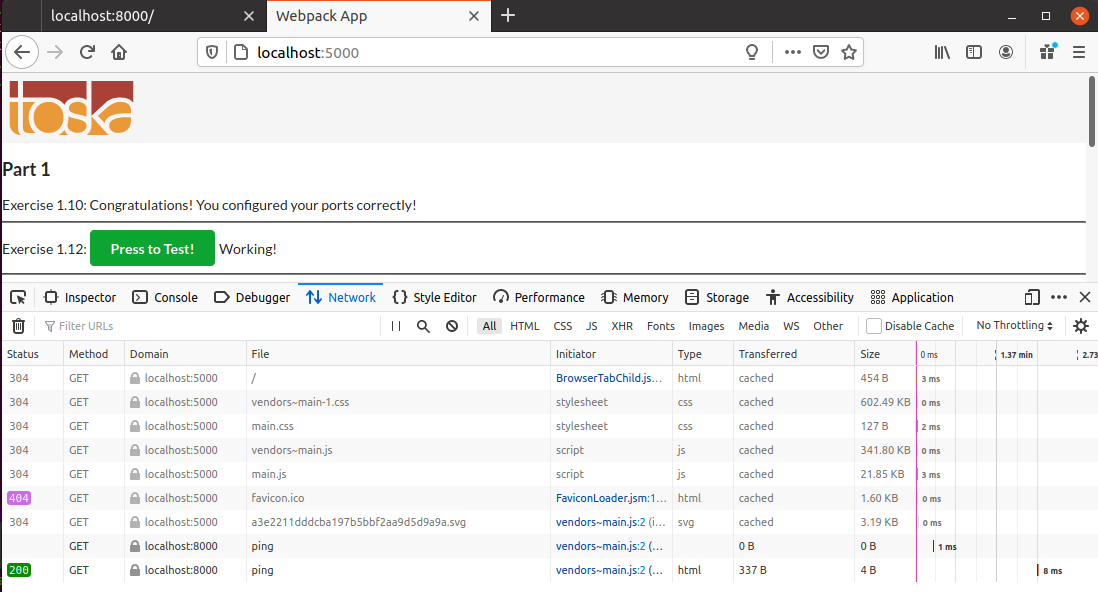 localhost:8000/
Webpack App
localhost:5000
toska
Part 1
Exercise 1.10: Congratulations! You configured your ports correctly!
Exercise 1.12: Press to Test! Working!
Inspector Console Debugger Network Style Editor Performance Memory Storage Accessibility Application
Filter URLs All HTML CSS JS XHR Fonts Images Media WS Other Disable Cache No Throttling
Status Method Domain File Initiator Type Transferred Size 0 ms 1.37 min 2.73
304 GET localhost:5000 / BrowserTabChild.js... html cached 454 B 3 ms
304 GET localhost:5000 vendors~main-1.css stylesheet css cached 602.49 KB 0 ms
304 GET localhost:5000 main.css stylesheet css cached 127 B 2 ms
304 GET localhost:5000 vendors~main.js script js cached 341.80 KB 0 ms
304 GET localhost:5000 main.js script js cached 21.85 KB 3 ms
404 GET localhost:5000 favicon.ico FaviconLoader.jsm:1... html cached 1.60 KB 0 ms
304 GET localhost:5000 a3e2211dddcba197b5bbf2aa9d5d9a9a.svg vendors~main.js:2 (i... svg cached 3.19 KB 0 ms
GET localhost:8000 ping vendors~main.js:2 (... 0 B 0 B 1 ms
200 GET localhost:8000 ping vendors~main.js:2 (... html 337 B 4 B 8 ms